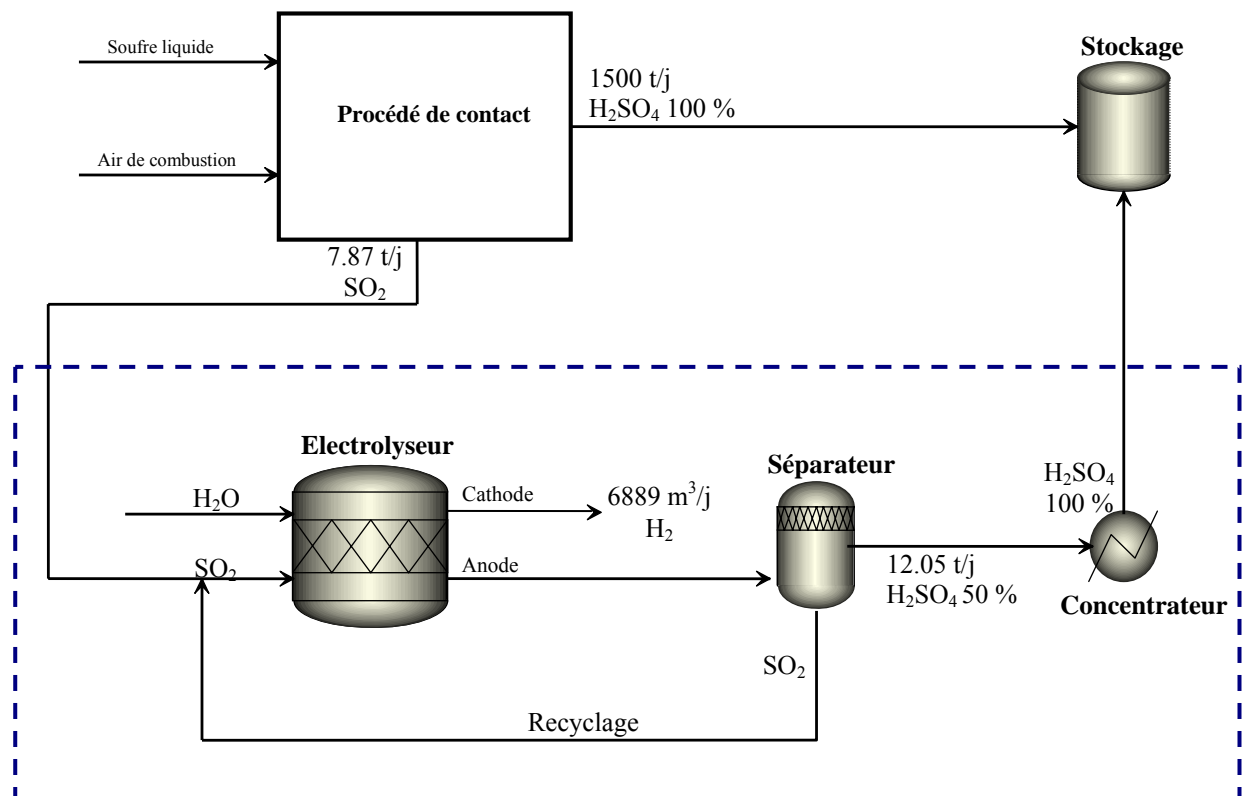 Soufre liquide
Air de combustion
Procédé de contact
1500 t/j
H₂SO₄ 100 %
Stockage
7.87 t/j
SO₂
Electrolyseur
H₂O
SO₂
Cathode
6889 m³/j
H₂
Anode
Séparateur
12.05 t/j
H₂SO₄ 50 %
H₂SO₄
100 %
Concentrateur
SO₂
Recyclage